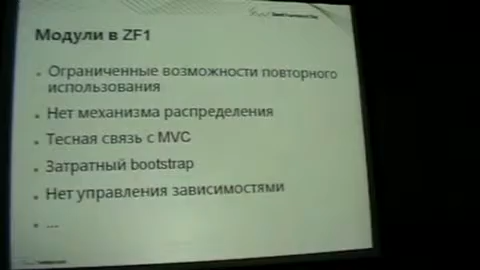 Модули в ZF1
Ограниченные возможности повторного
использования
Нет механизма распределения
Тесная связь с MVC
Затратный bootstrap
Нет управления зависимостями
...